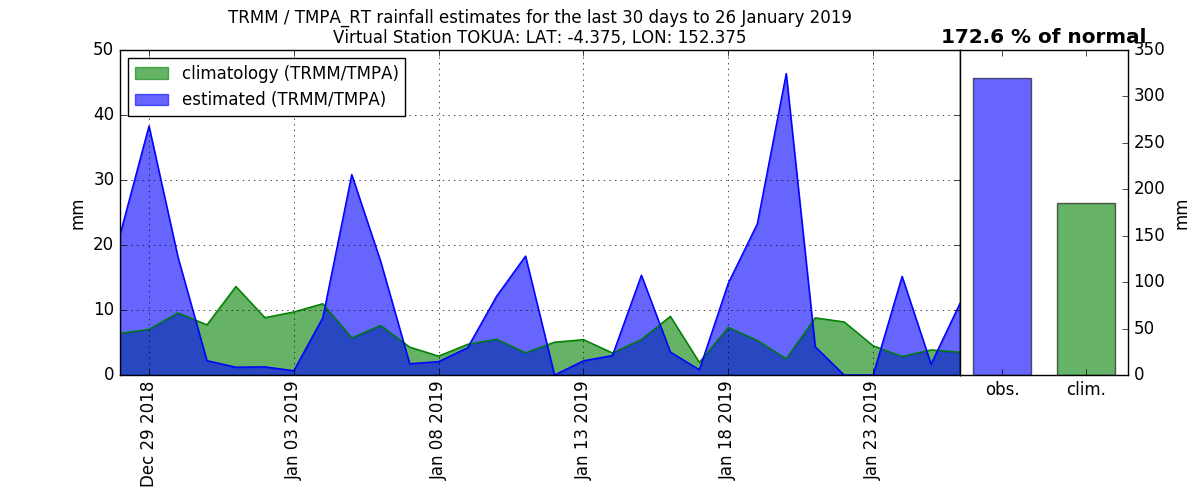 TRMM / TMPA_RT rainfall estimates for the last 30 days to 26 January 2019
Virtual Station TOKUA: LAT: -4.375, LON: 152.375
172.6 % of normal
climatology (TRMM/TMPA)
estimated (TRMM/TMPA)
50
40
30
20
10
0
mm
Dec 29 2018
Jan 03 2019
Jan 08 2019
Jan 13 2019
Jan 18 2019
Jan 23 2019
350
300
250
200
150
100
50
0
mm
obs.
clim.